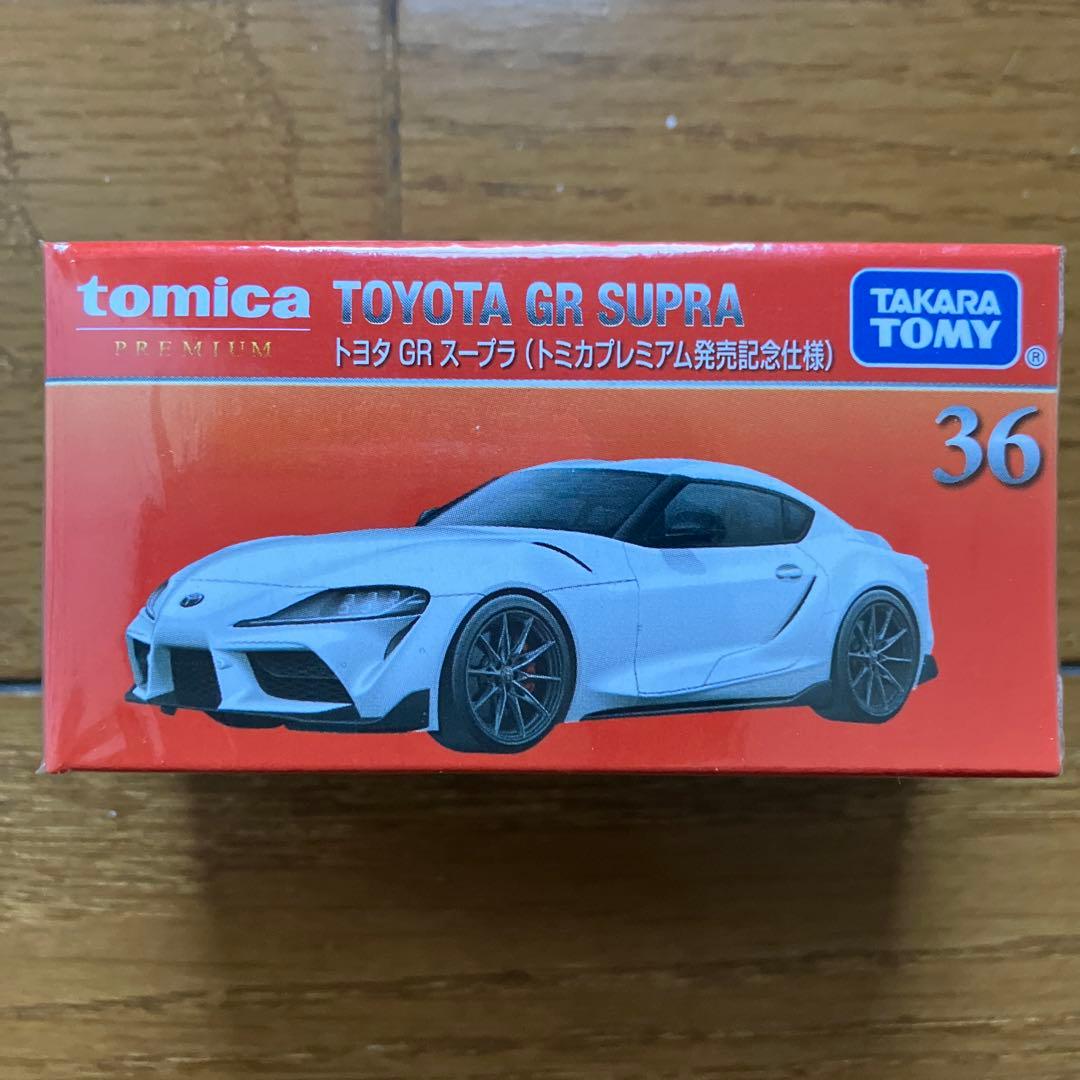 tomica
PREMIUM
TOYOTA GR SUPRA
トヨタ GR スープラ (トミカプレミアム発売記念仕様)
TAKARA
TOMY
®
36